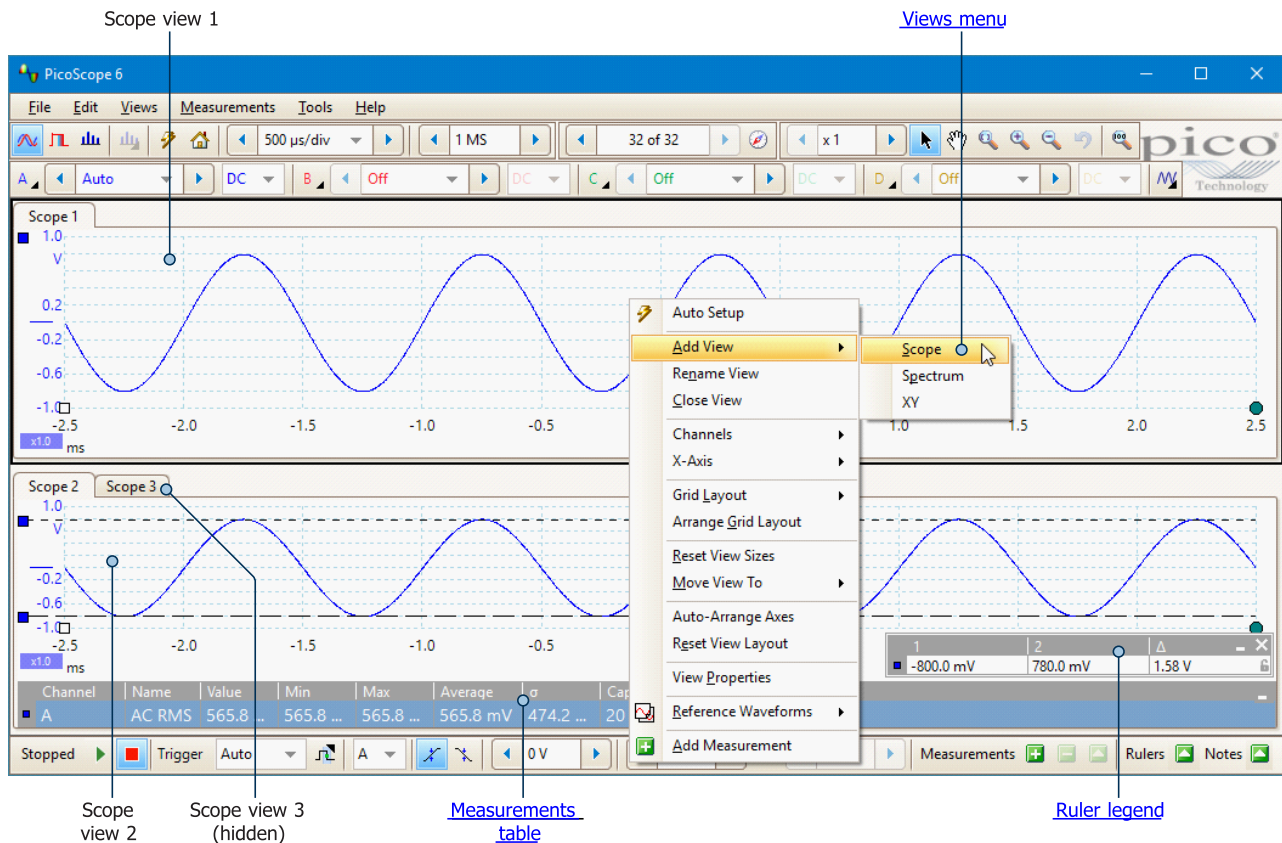 Scope view 1
Views menu
PicoScope 6
File Edit Views Measurements Tools Help
500 µs/div 1 MS 32 of 32 x 1
pico
Technology
A Auto DC B Off DC C Off DC D Off DC
Scope 1
1.0
V
0.2
-0.2
-0.6
-1.0
-2.5 -2.0 -1.5 -1.0 -0.5 1.0 1.5 2.0 2.5
x1.0 ms
Auto Setup
Add View
Rename View
Close View
Channels
X-Axis
Grid Layout
Arrange Grid Layout
Reset View Sizes
Move View To
Auto-Arrange Axes
Reset View Layout
View Properties
Reference Waveforms
Add Measurement
Scope
Spectrum
XY
Scope 2 Scope 3
1.0
V
-0.2
-0.6
-1.0
-2.5 -2.0 -1.5 -1.0 -0.5
x1.0 ms
1 2 Δ
-800.0 mV 780.0 mV 1.58 V
Channel Name Value Min Max Average σ Cap
A AC RMS 565.8 ... 565.8 ... 565.8 ... 565.8 mV 474.2 ... 20
Stopped Trigger Auto A 0 V Measurements Rulers Notes
Scope
view 2
Scope view 3
(hidden)
Measurements
table
Ruler legend